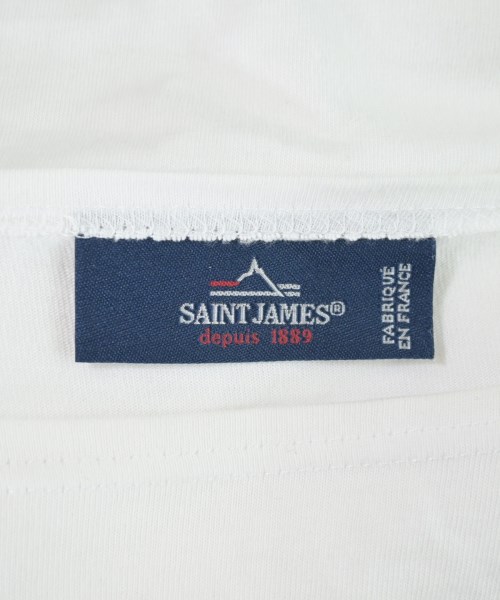 SAINT JAMES®
depuis 1889
FABRIQUÉ
EN FRANCE